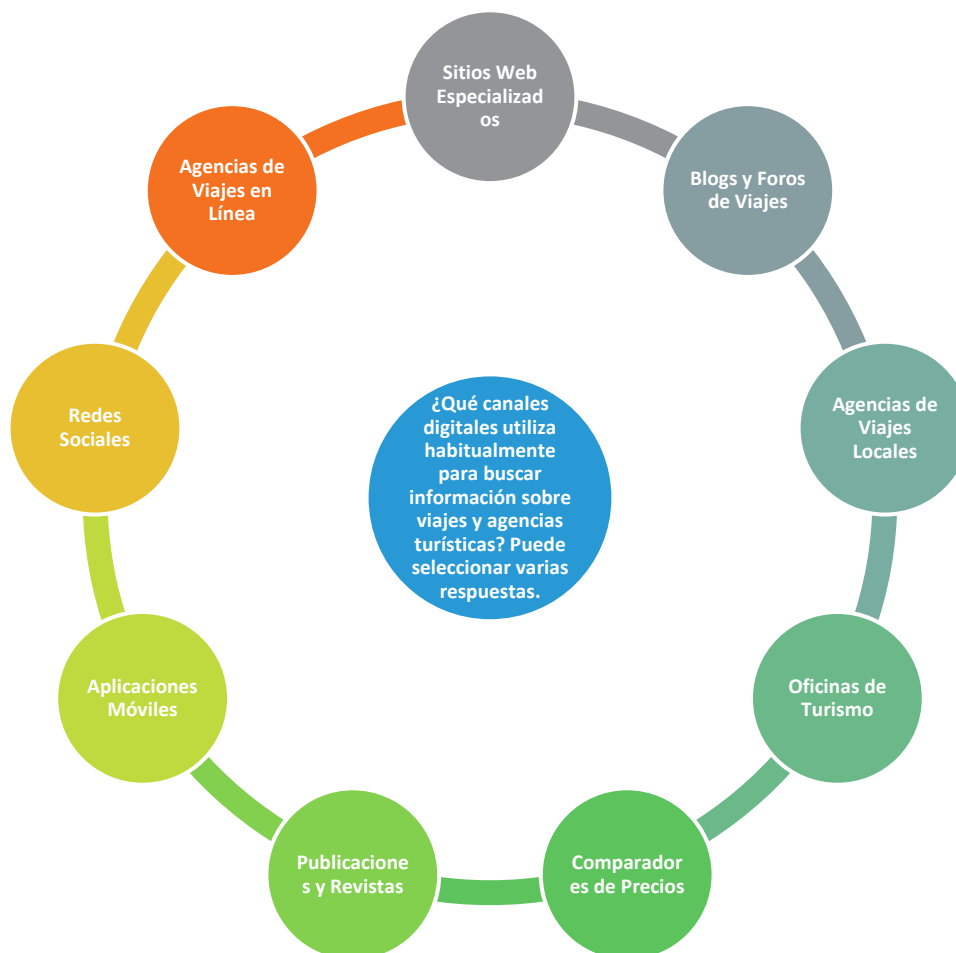 Sitios Web
Especializad
os
Blogs y Foros
de Viajes
Agencias de
Viajes
Locales
Oficinas de
Turismo
Comparador
es de Precios
Publicacione
s y Revistas
Aplicaciones
Móviles
Redes
Sociales
Agencias de
Viajes en
Línea
¿Qué canales
digitales utiliza
habitualmente
para buscar
información sobre
viajes y agencias
turísticas? Puede
seleccionar varias
respuestas.